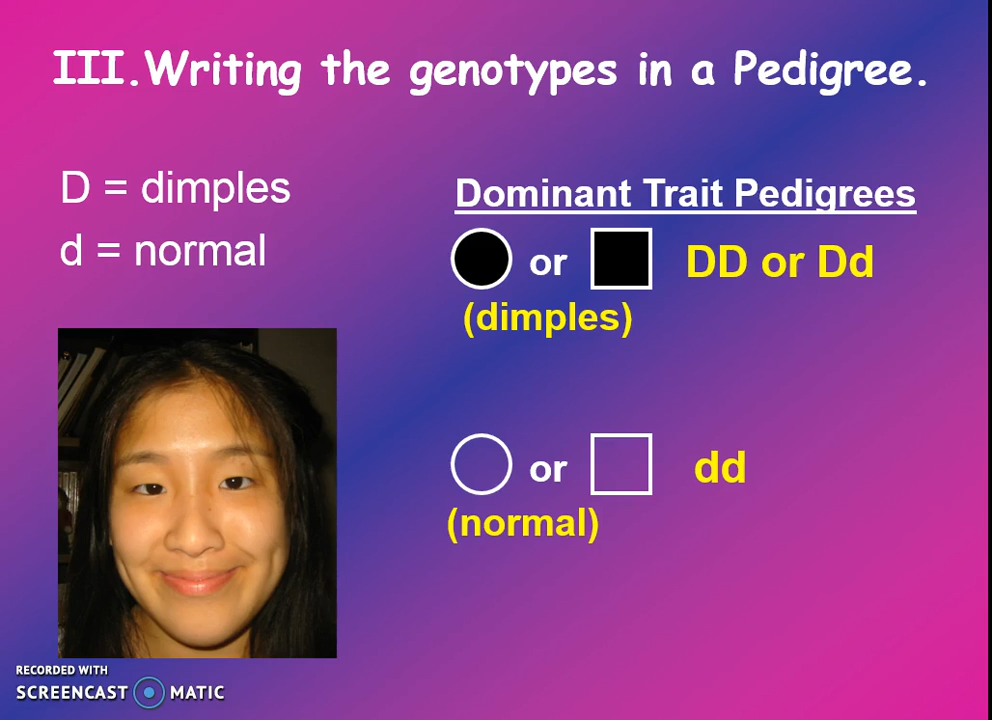 III.Writing the genotypes in a Pedigree.
D = dimples
d = normal
Dominant Trait Pedigrees
or DD or Dd
(dimples)
or dd
(normal)
RECORDED WITH
SCREENCAST MATIC